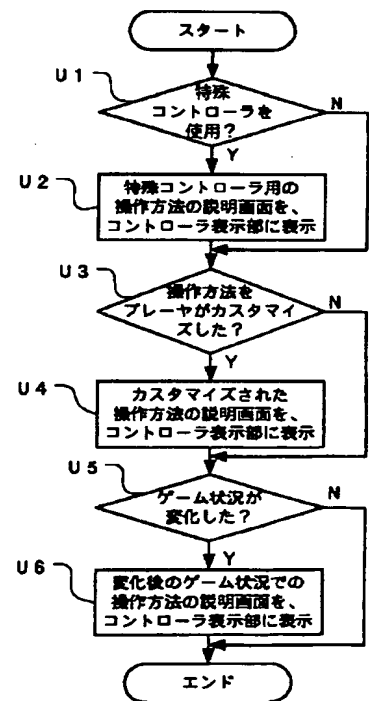 スタート
U1
特殊
コントローラを
使用?
N
Y
U2
特殊コントローラ用の
操作方法の説明画面を、
コントローラ表示部に表示
U3
操作方法を
プレーヤがカスタマイ
ズした?
N
Y
U4
カスタマイズされた
操作方法の説明画面を、
コントローラ表示部に表示
U5
ゲーム状況が
変化した?
N
Y
U6
変化後のゲーム状況での
操作方法の説明画面を、
コントローラ表示部に表示
エンド